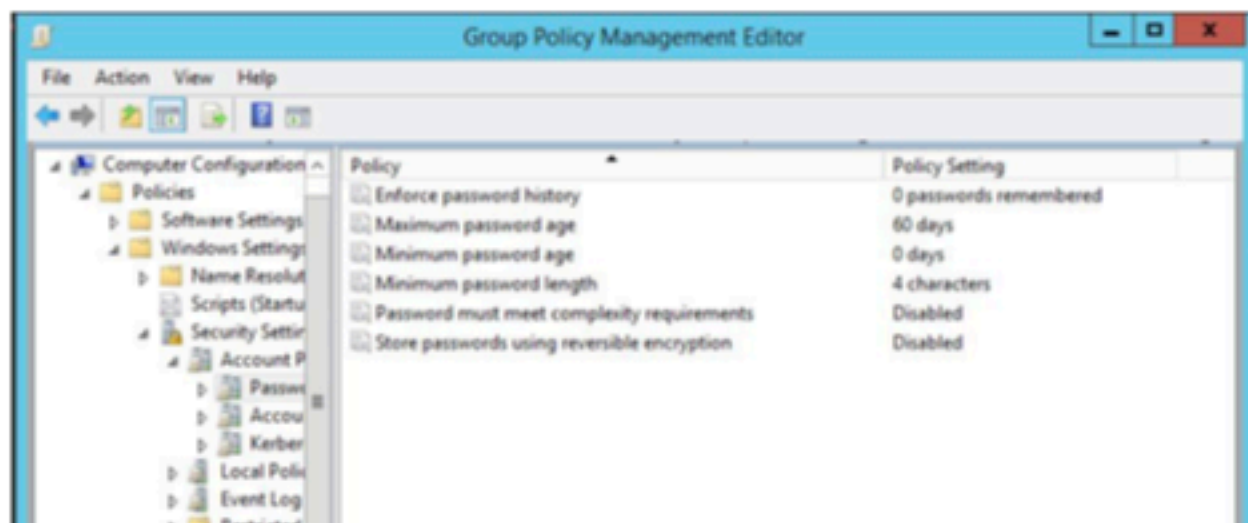 Group Policy Management Editor
File Action View Help
Computer Configuration
Policies
Software Settings
Windows Settings
Name Resolut
Scripts (Startu
Security Settin
Account P
Passwo
Accou
Kerber
Local Polic
Event Log
Policy Policy Setting
Enforce password history 0 passwords remembered
Maximum password age 60 days
Minimum password age 0 days
Minimum password length 4 characters
Password must meet complexity requirements Disabled
Store passwords using reversible encryption Disabled